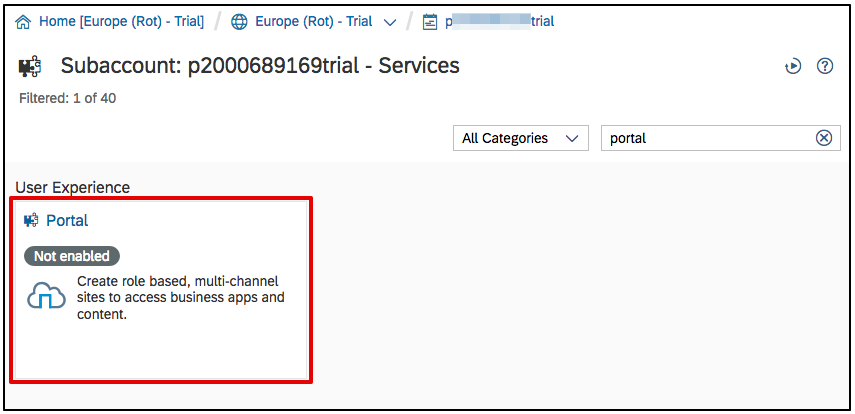 Home [Europe (Rot) - Trial] / Europe (Rot) - Trial / p trial
Subaccount: p2000689169trial - Services
Filtered: 1 of 40
All Categories portal
User Experience
Portal
Not enabled
Create role based, multi-channel
sites to access business apps and
content.